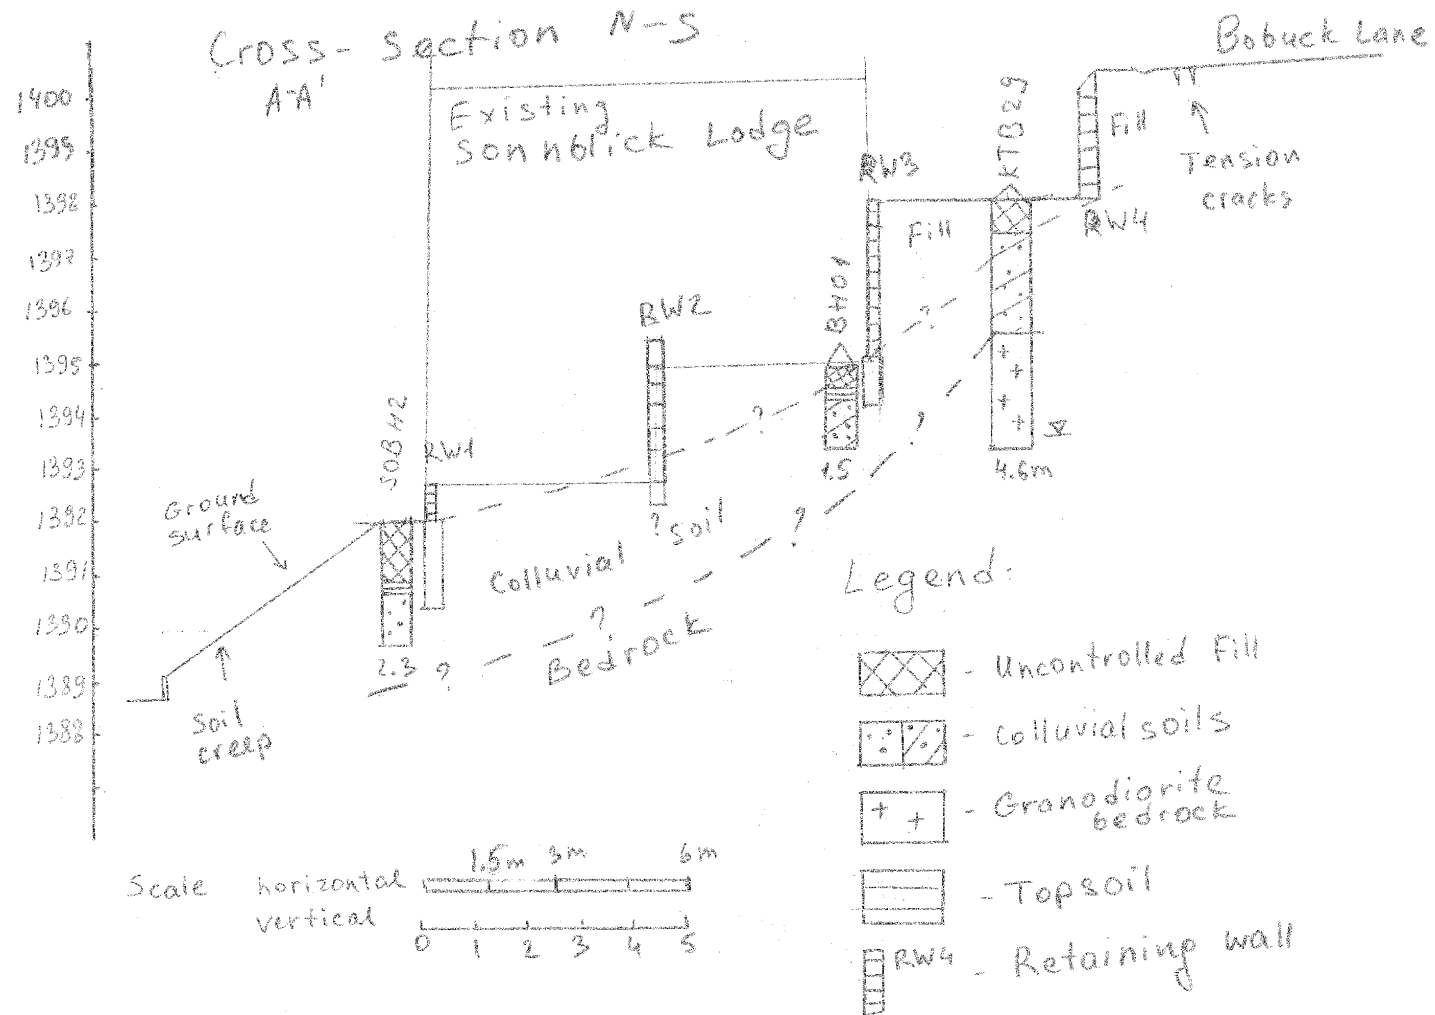 Cross-section N-S
A-A'
Bobuck Lane
Existing
Sonnblick Lodge
KTB29
Fill
Tension
cracks
RW3
RW4
Fill
BH01
RW2
SOBH2
RW1
1400
1399
1398
1397
1396
1395
1394
1393
1392
1391
1390
1389
1388
?
?
?
?
1.5
4.6m
Ground
surface
? soil
Colluvial
?
Bedrock
2.3 ?
Soil
creep
Legend:
- Uncontrolled Fill
- Colluvial soils
- Granodiorite
bedrock
- Topsoil
RW4 - Retaining wall
1.5m 3m 6m
Scale horizontal
vertical
0 1 2 3 4 5